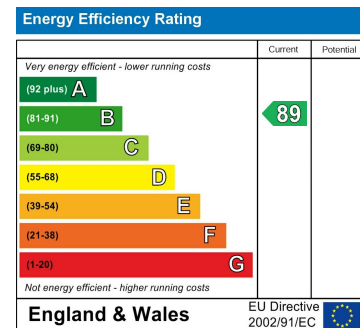 Energy Efficiency Rating
Current Potential
Very energy efficient - lower running costs
(92 plus) A
(81-91) B
89
(69-80) C
(55-68) D
(39-54) E
(21-38) F
(1-20) G
Not energy efficient - higher running costs
England & Wales
EU Directive
2002/91/EC